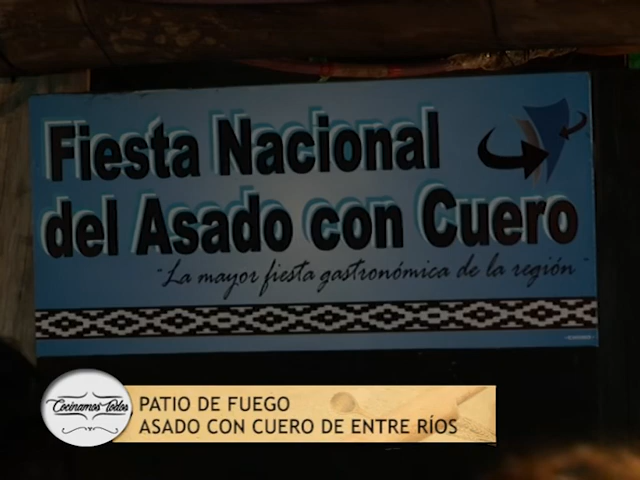 Fiesta Nacional
del Asado con Cuero
"La mayor fiesta gastronómica de la región"
Cocinamos Todos
PATIO DE FUEGO
ASADO CON CUERO DE ENTRE RÍOS